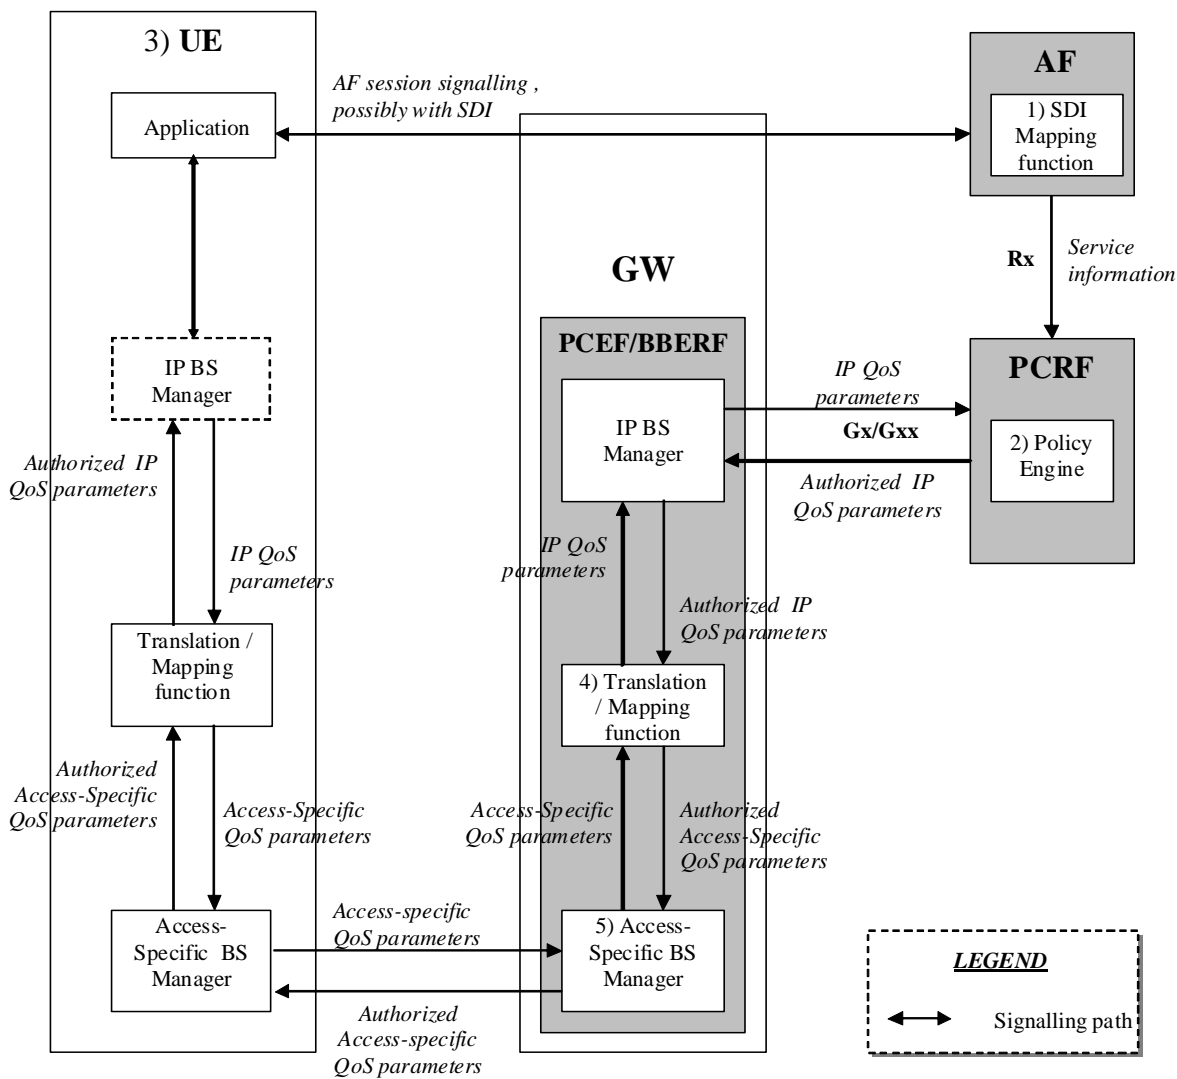 3) UE
Application
AF session signalling ,
possibly with SDI
AF
1) SDI
Mapping
function
Rx
Service
information
GW
PCEF/BBERF
IP BS
Manager
IP BS
Manager
IP QoS
parameters
Gx/Gxx
Authorized IP
QoS parameters
PCRF
2) Policy
Engine
Authorized IP
QoS parameters
IP QoS
parameters
IP QoS
parameters
Authorized IP
QoS parameters
Translation /
Mapping
function
4) Translation
/ Mapping
function
Authorized
Access-Specific
QoS parameters
Access-Specific
QoS parameters
Access-Specific
QoS parameters
Authorized
Access-Specific
QoS parameters
Access-
Specific BS
Manager
Access-specific
QoS parameters
5) Access-
Specific BS
Manager
Authorized
Access-specific
QoS parameters
LEGEND
Signalling path